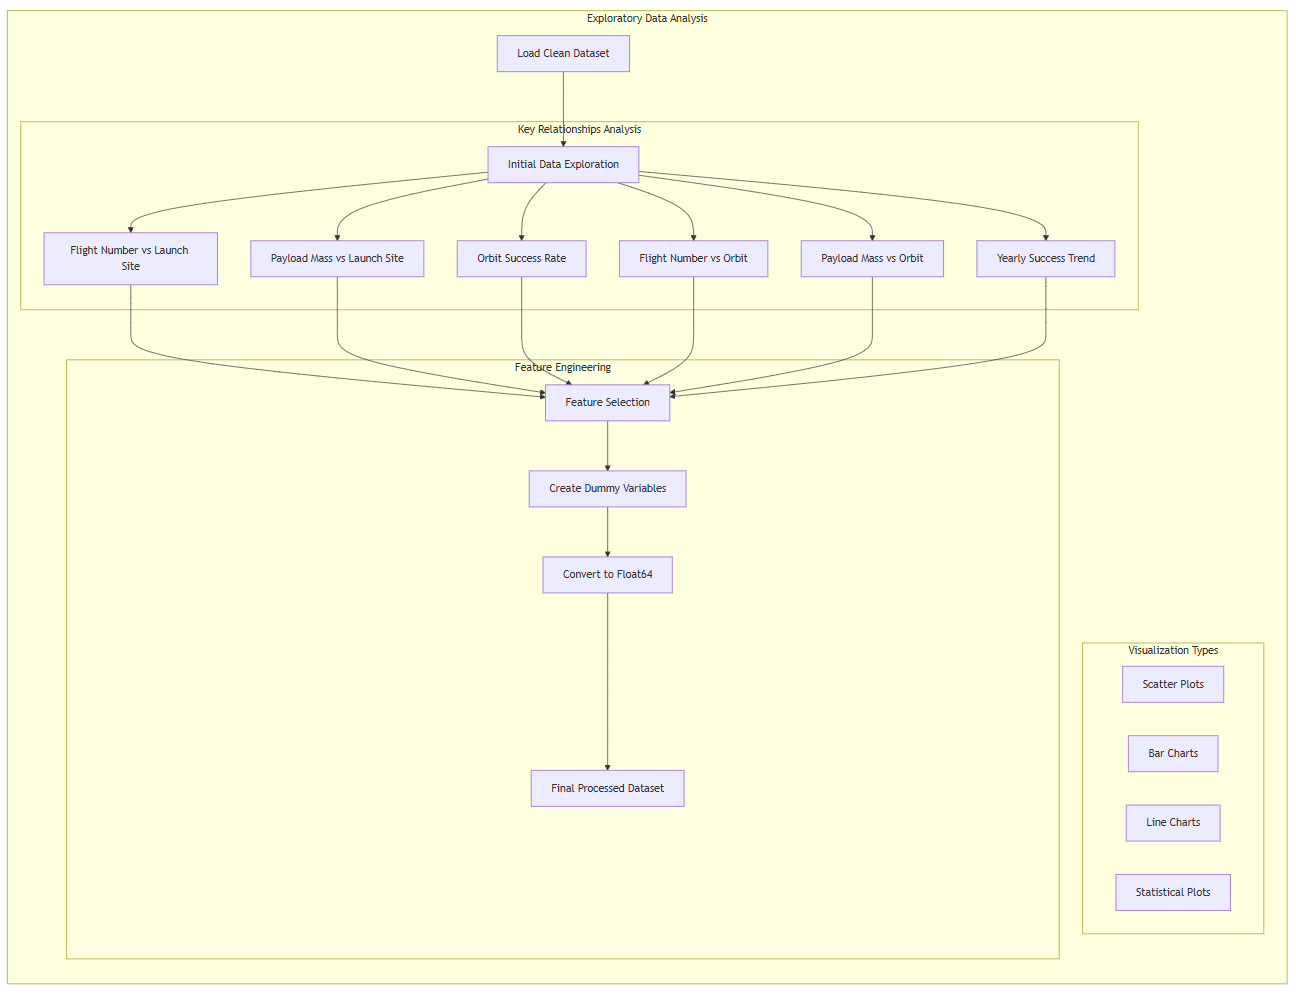 Exploratory Data Analysis
Load Clean Dataset
Key Relationships Analysis
Initial Data Exploration
Flight Number vs Launch
Site
Payload Mass vs Launch Site
Orbit Success Rate
Flight Number vs Orbit
Payload Mass vs Orbit
Yearly Success Trend
Feature Engineering
Feature Selection
Create Dummy Variables
Convert to Float64
Final Processed Dataset
Visualization Types
Scatter Plots
Bar Charts
Line Charts
Statistical Plots